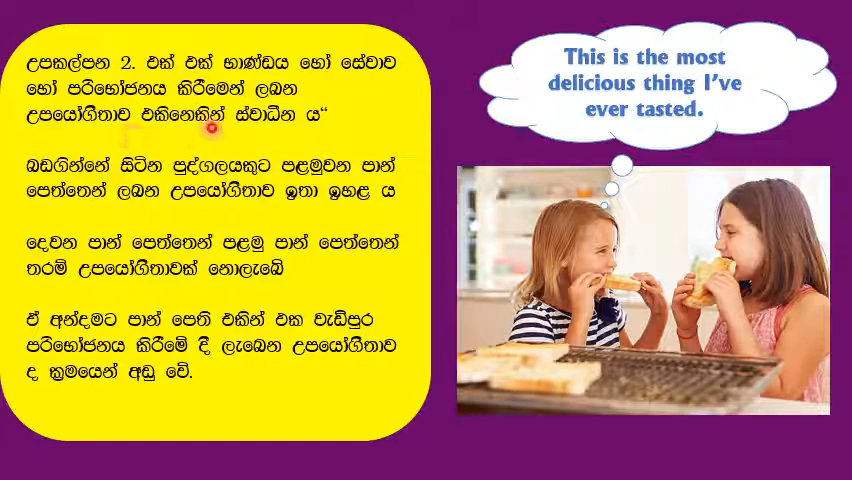 උපකල්පන 2. එක් එක් භාණ්ඩය හෝ සේවාව
හෝ පරිභෝජනය කිරීමෙන් ලබන
උපයෝගීතාව එකිනෙකින් ස්වාධීන ය“
බඩගින්නේ සිටින පුද්ගලයකුට පළමුවන පාන්
පෙත්තෙන් ලබන උපයෝගීතාව ඉතා ඉහළ ය
දෙවන පාන් පෙත්තෙන් පළමු පාන් පෙත්තෙන්
තරම් උපයෝගීතාවක් නොලැබේ
ඒ අන්දමට පාන් පෙති එකින් එක වැඩිපුර
පරිභෝජනය කිරීමේ දී ලැබෙන උපයෝගීතාව
ද ක්‍රමයෙන් අඩු වේ.
This is the most
delicious thing I’ve
ever tasted.